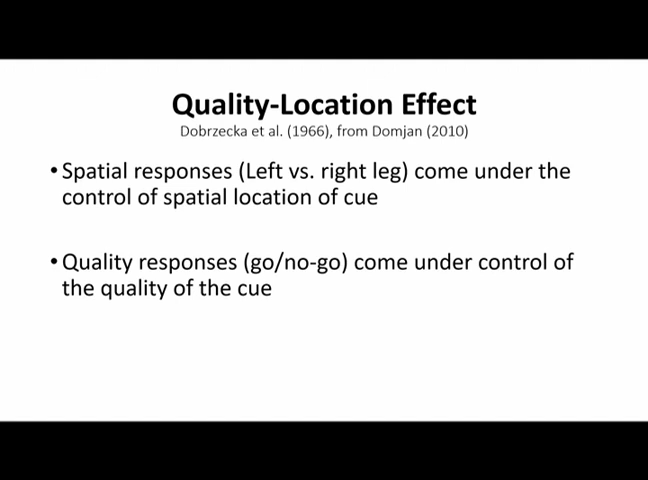 Quality-Location Effect
Dobrzecka et al. (1966), from Domjan (2010)
• Spatial responses (Left vs. right leg) come under the
control of spatial location of cue
• Quality responses (go/no-go) come under control of
the quality of the cue